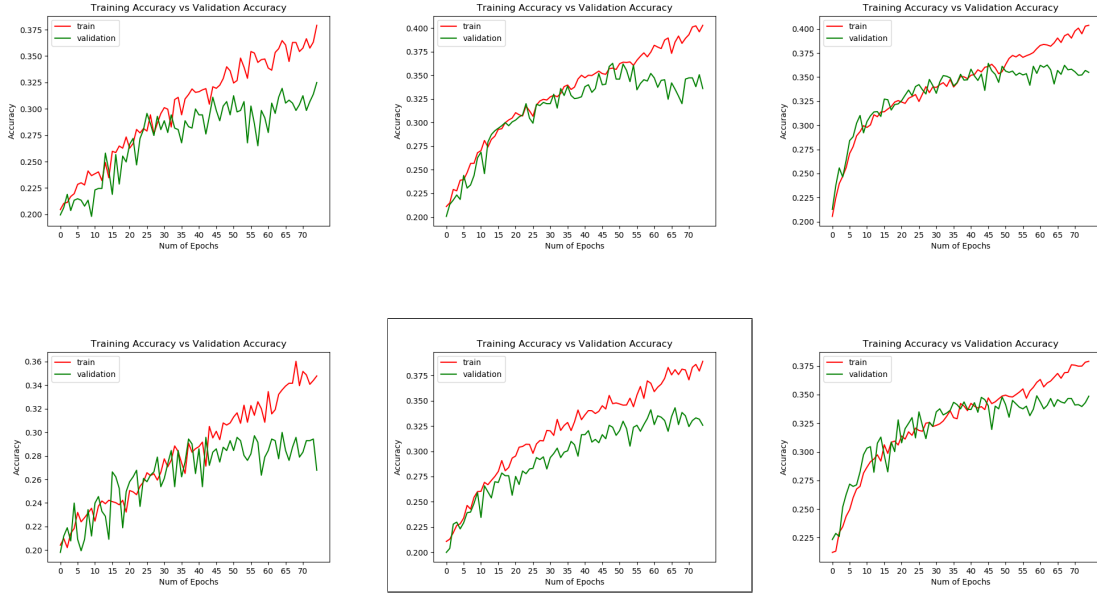 Training Accuracy vs Validation Accuracy
train
validation
0.375
0.350
0.325
0.300
0.275
0.250
0.225
0.200
Accuracy
0 5 10 15 20 25 30 35 40 45 50 55 60 65 70
Num of Epochs
Training Accuracy vs Validation Accuracy
train
validation
0.400
0.375
0.350
0.325
0.300
0.275
0.250
0.225
0.200
Accuracy
0 5 10 15 20 25 30 35 40 45 50 55 60 65 70
Num of Epochs
Training Accuracy vs Validation Accuracy
train
validation
0.400
0.375
0.350
0.325
0.300
0.275
0.250
0.225
0.200
Accuracy
0 5 10 15 20 25 30 35 40 45 50 55 60 65 70
Num of Epochs
Training Accuracy vs Validation Accuracy
train
validation
0.36
0.34
0.32
0.30
0.28
0.26
0.24
0.22
0.20
Accuracy
0 5 10 15 20 25 30 35 40 45 50 55 60 65 70
Num of Epochs
Training Accuracy vs Validation Accuracy
train
validation
0.375
0.350
0.325
0.300
0.275
0.250
0.225
0.200
Accuracy
0 5 10 15 20 25 30 35 40 45 50 55 60 65 70
Num of Epochs
Training Accuracy vs Validation Accuracy
train
validation
0.375
0.350
0.325
0.300
0.275
0.250
0.225
Accuracy
0 5 10 15 20 25 30 35 40 45 50 55 60 65 70
Num of Epochs